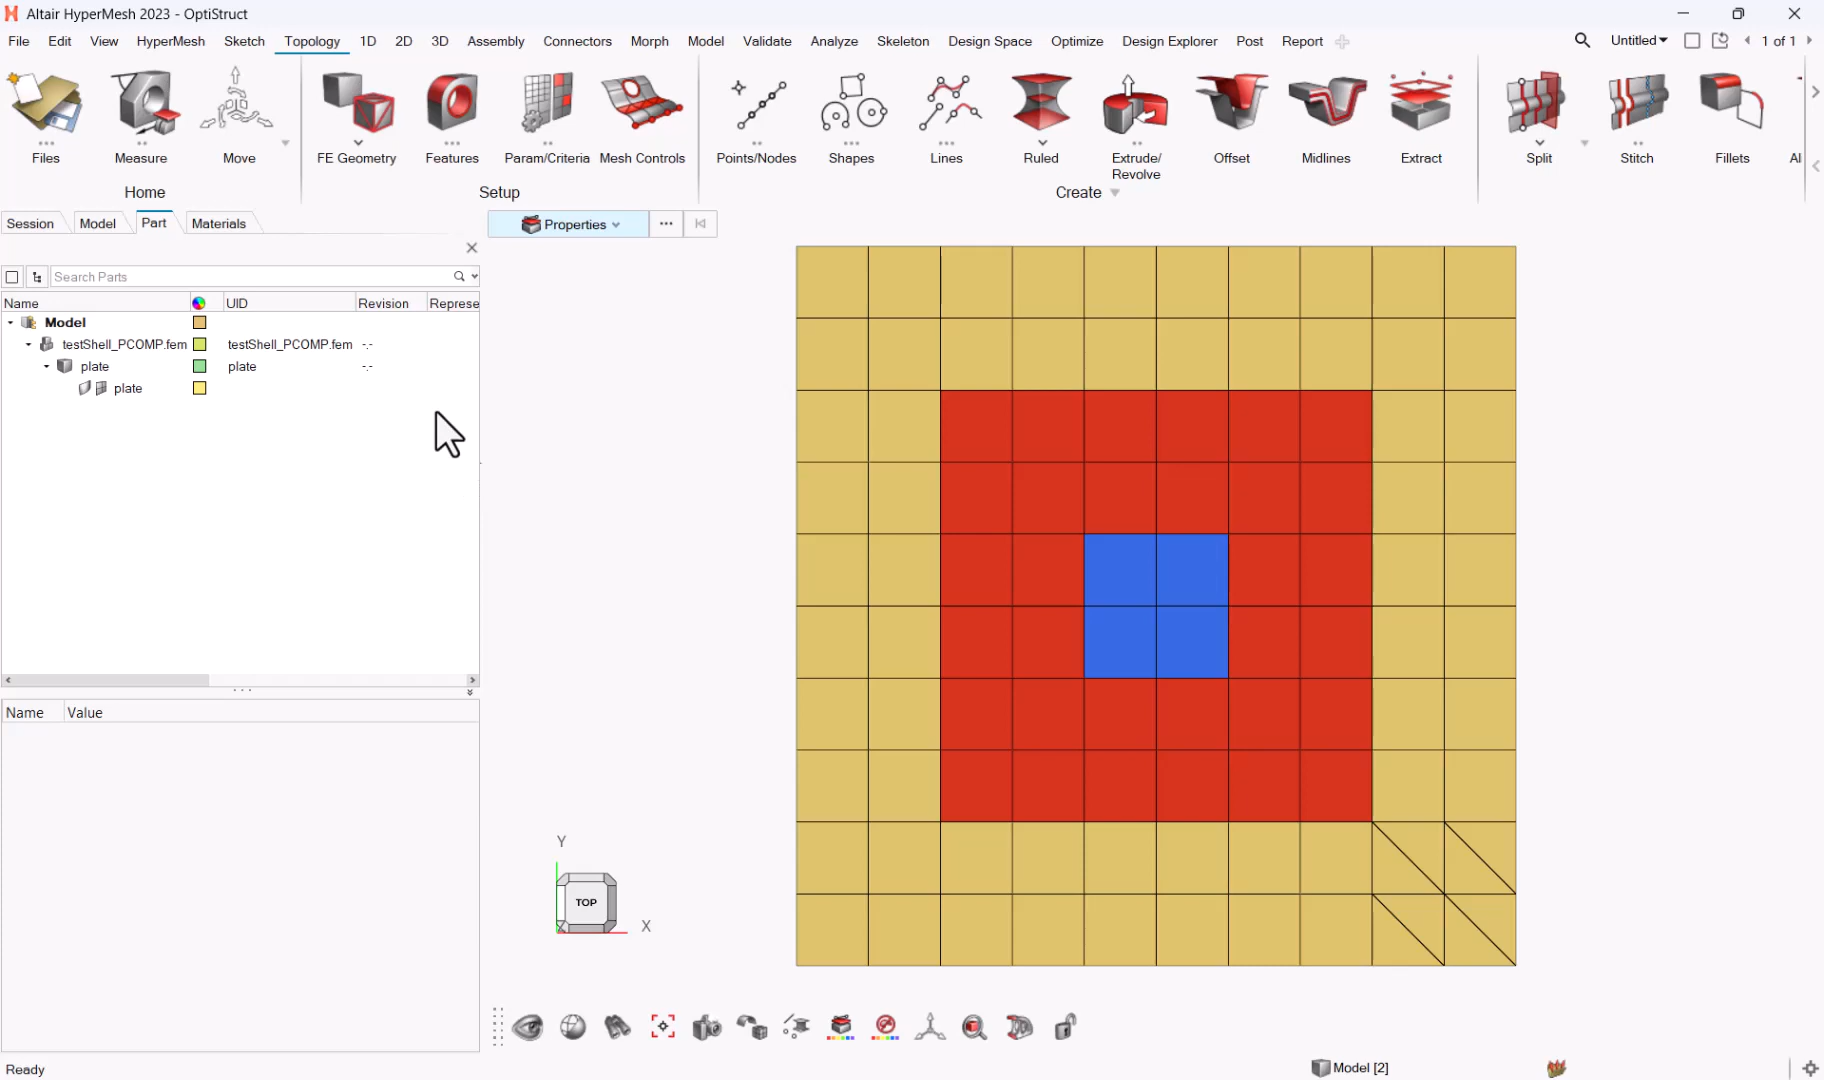 Altair HyperMesh 2023 - OptiStruct
File Edit View HyperMesh Sketch Topology 1D 2D 3D Assembly Connectors Morph Model Validate Analyze Skeleton Design Space Optimize Design Explorer Post Report Untitled 1 of 1
Files Measure Move FE Geometry Features Param/Criteria Mesh Controls Points/Nodes Shapes Lines Ruled Extrude/ Offset Midlines Extract Split Stitch Fillets Al
Revolve
Home Setup Create
Session Model Part Materials Properties
Search Parts
Name UID Revision Represe
Model
testShell_PCOMP.fem testShell_PCOMP.fem -.-
plate plate -.-
plate
Name Value
Y
TOP
X
Ready Model [2]